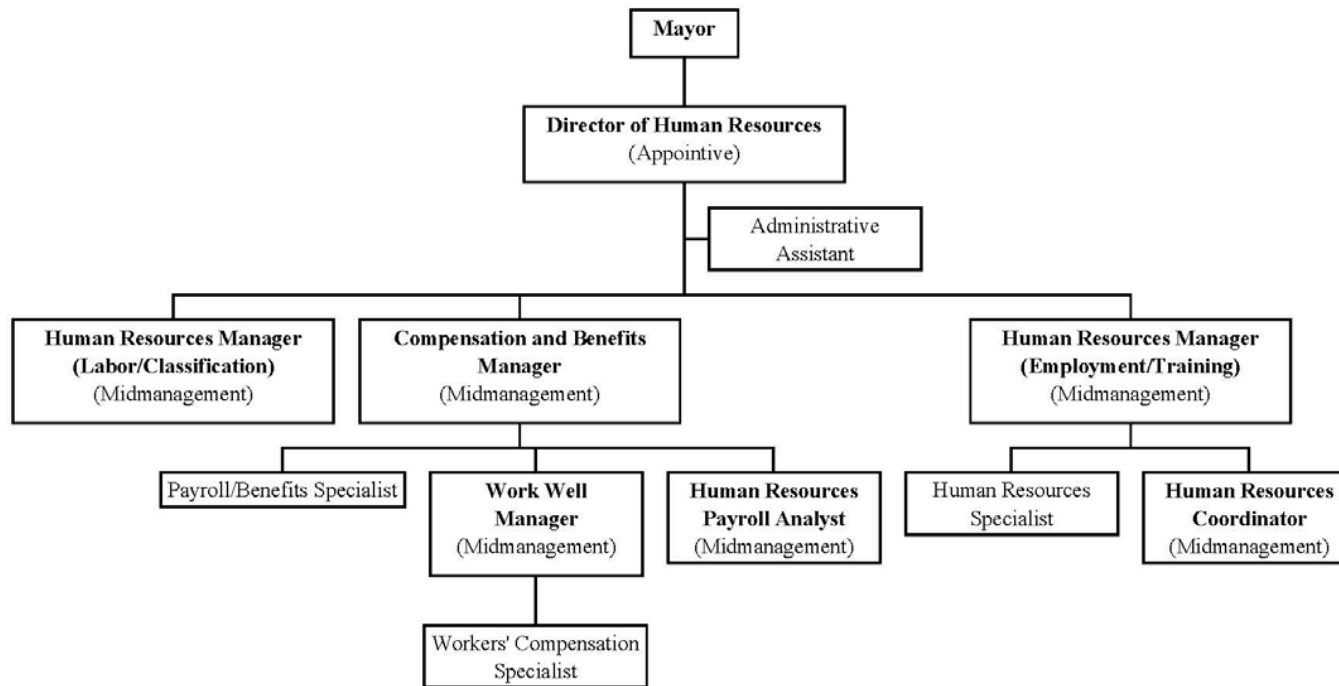 Mayor
Director of Human Resources
(Appointive)
Administrative
Assistant
Human Resources Manager
(Labor/Classification)
(Midmanagement)
Compensation and Benefits
Manager
(Midmanagement)
Human Resources Manager
(Employment/Training)
(Midmanagement)
Payroll/Benefits Specialist
Work Well
Manager
(Midmanagement)
Human Resources
Payroll Analyst
(Midmanagement)
Human Resources
Specialist
Human Resources
Coordinator
(Midmanagement)
Workers' Compensation
Specialist